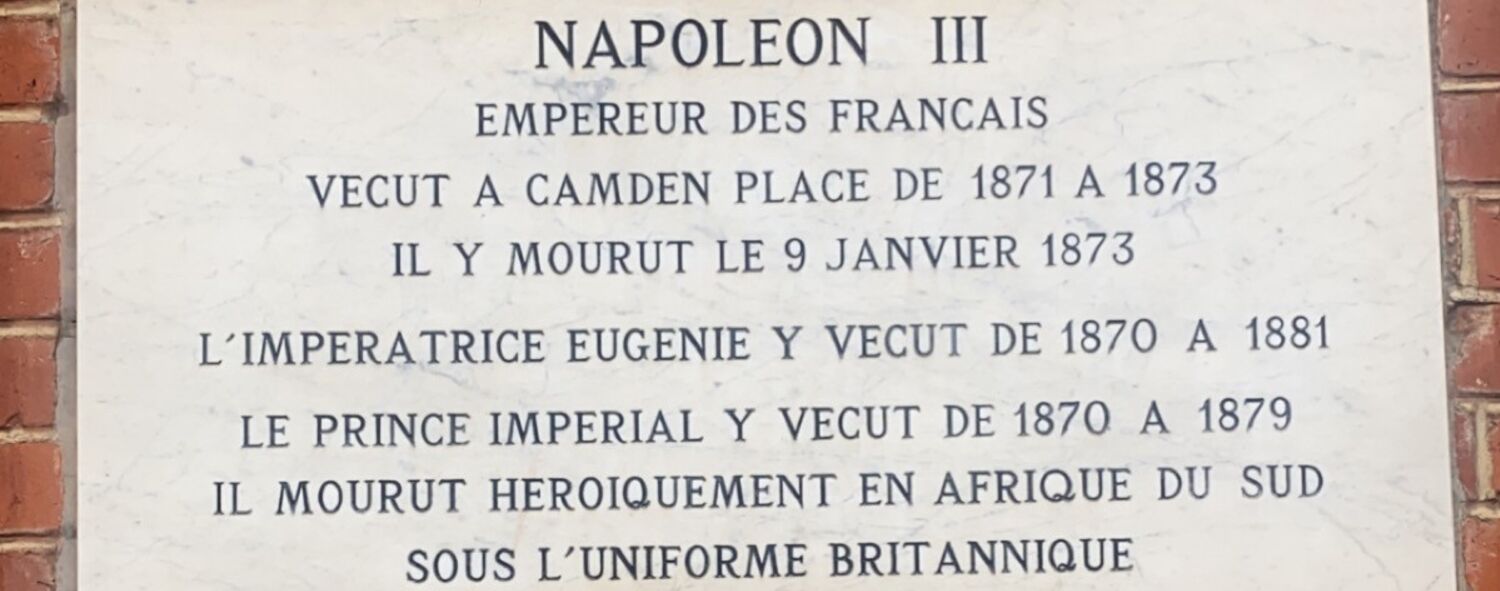 NAPOLEON III
EMPEREUR DES FRANCAIS
VECUT A CAMDEN PLACE DE 1871 A 1873
IL Y MOURUT LE 9 JANVIER 1873
L'IMPERATRICE EUGENIE Y VECUT DE 1870 A 1881
LE PRINCE IMPERIAL Y VECUT DE 1870 A 1879
IL MOURUT HEROIQUEMENT EN AFRIQUE DU SUD
SOUS L'UNIFORME BRITANNIQUE